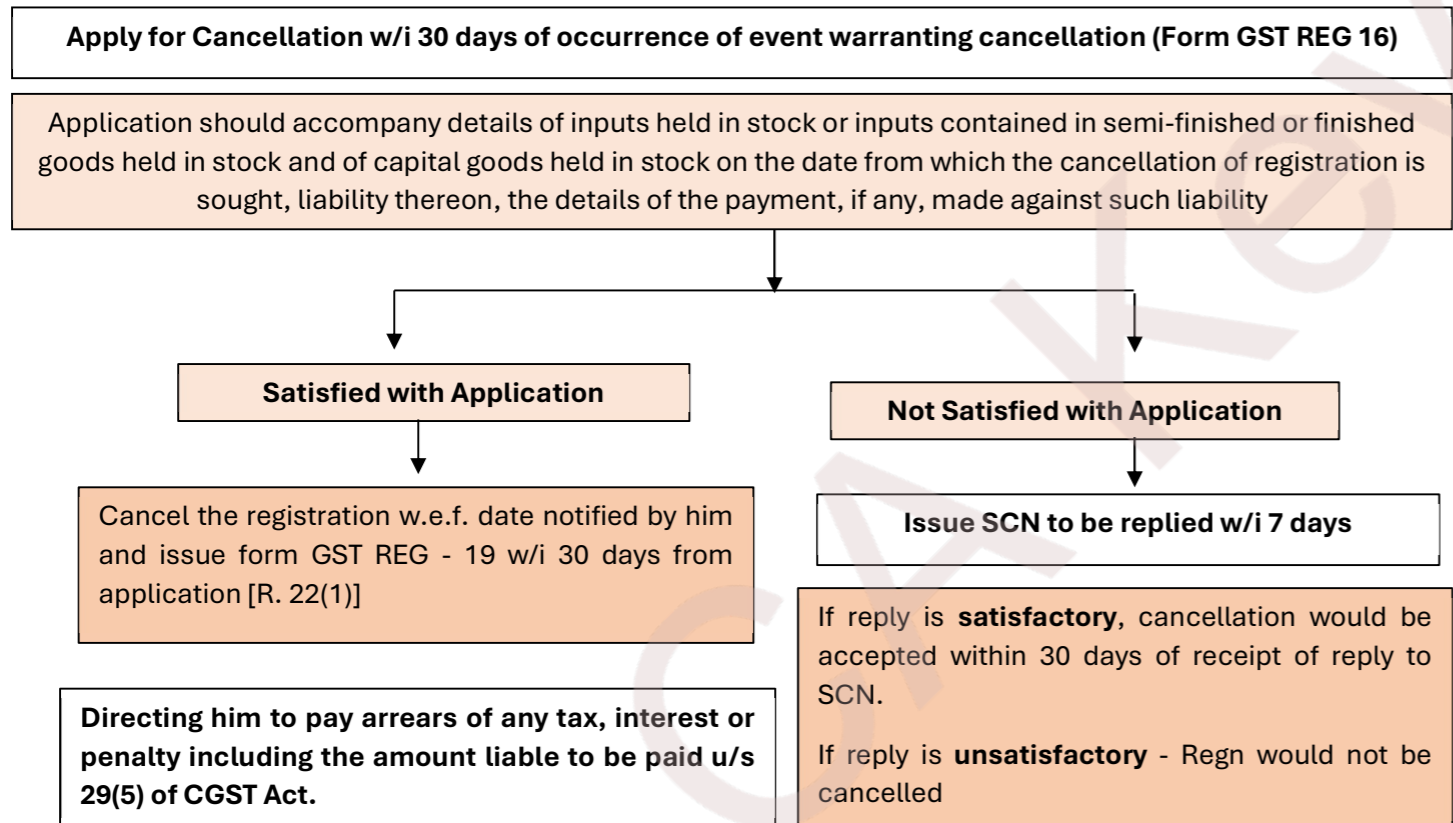 Apply for Cancellation w/i 30 days of occurrence of event warranting cancellation (Form GST REG 16)
Application should accompany details of inputs held in stock or inputs contained in semi-finished or finished
goods held in stock and of capital goods held in stock on the date from which the cancellation of registration is
sought, liability thereon, the details of the payment, if any, made against such liability
Satisfied with Application
Cancel the registration w.e.f. date notified by him
and issue form GST REG - 19 w/i 30 days from
application [R. 22(1)]
Directing him to pay arrears of any tax, interest or
penalty including the amount liable to be paid u/s
29(5) of CGST Act.
Not Satisfied with Application
Issue SCN to be replied w/i 7 days
If reply is satisfactory, cancellation would be
accepted within 30 days of receipt of reply to
SCN.
If reply is unsatisfactory - Regn would not be
cancelled